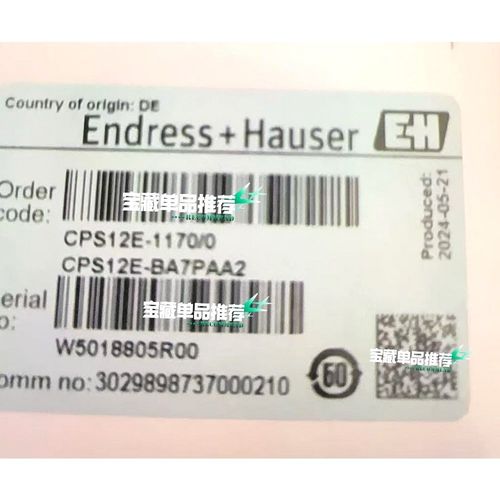 Country of origin: DE
Endress+Hauser EH
Order
code:
宝藏单品推荐
CPS12E-1170/0
CPS12E-BA7PAA2
erial
o:
宝藏单品推荐
W5018805R00
omm no: 3029898737000210
60
Produced:
2024-05-21
宝藏单品推荐